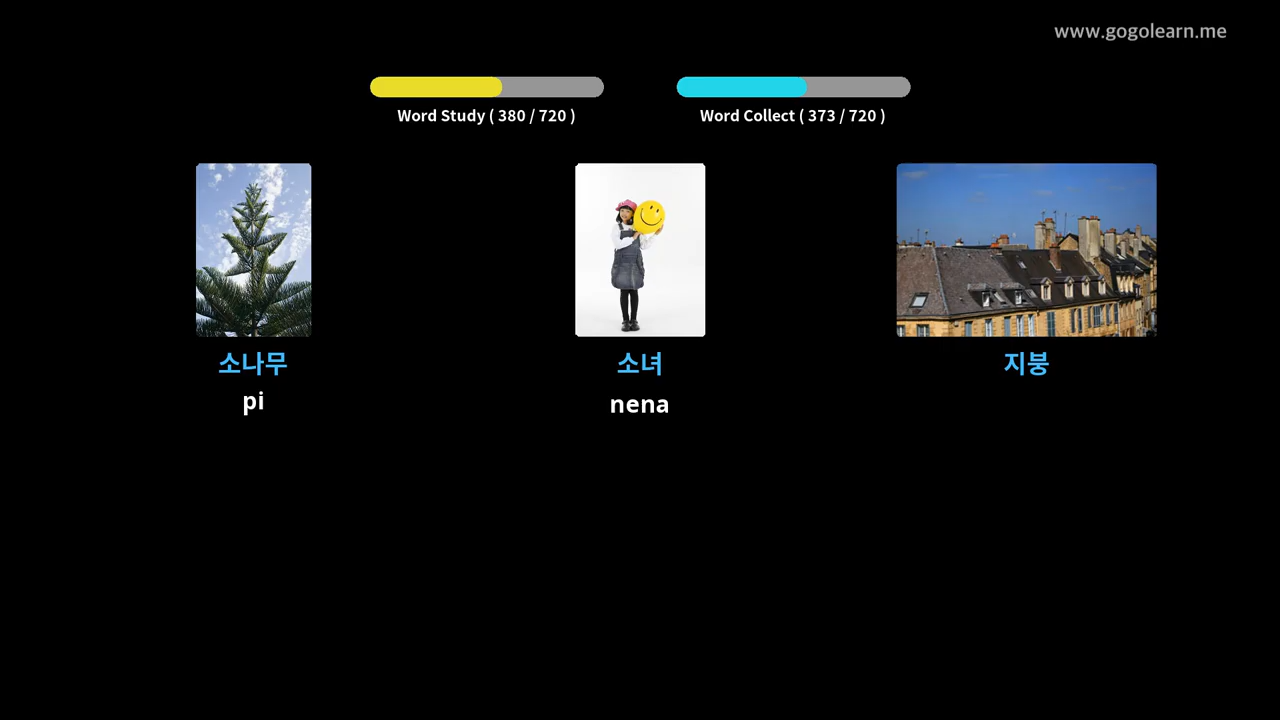 www.gogolearn.me
Word Study ( 380 / 720 )
Word Collect ( 373 / 720 )
소나무
소녀
지붕
pi
nena